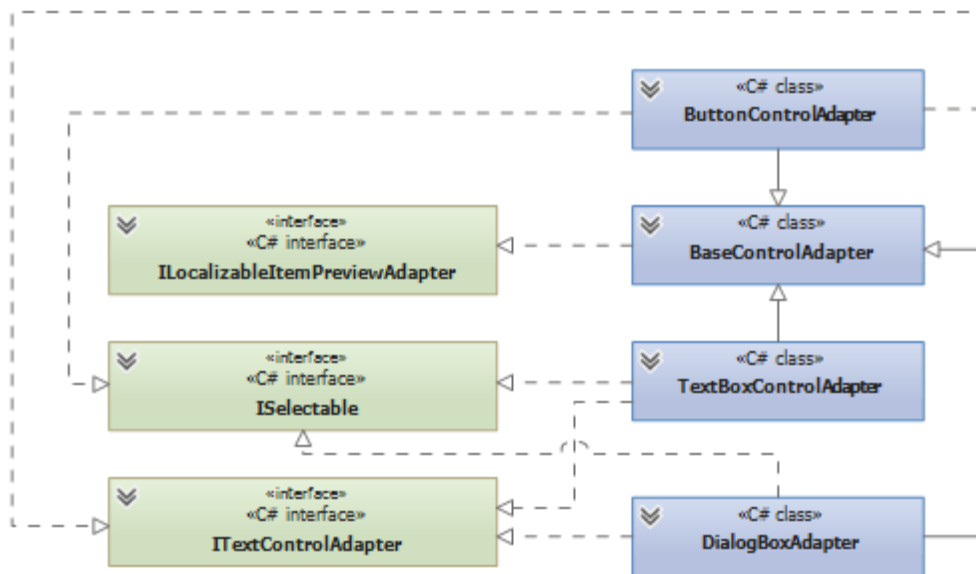 «C# class»
ButtonControlAdapter
«interface»
«C# interface»
ILocalizableItemPreviewAdapter
«C# class»
BaseControlAdapter
«interface»
«C# interface»
ISelectable
«C# class»
TextBoxControlAdapter
«interface»
«C# interface»
ITextControlAdapter
«C# class»
DialogBoxAdapter